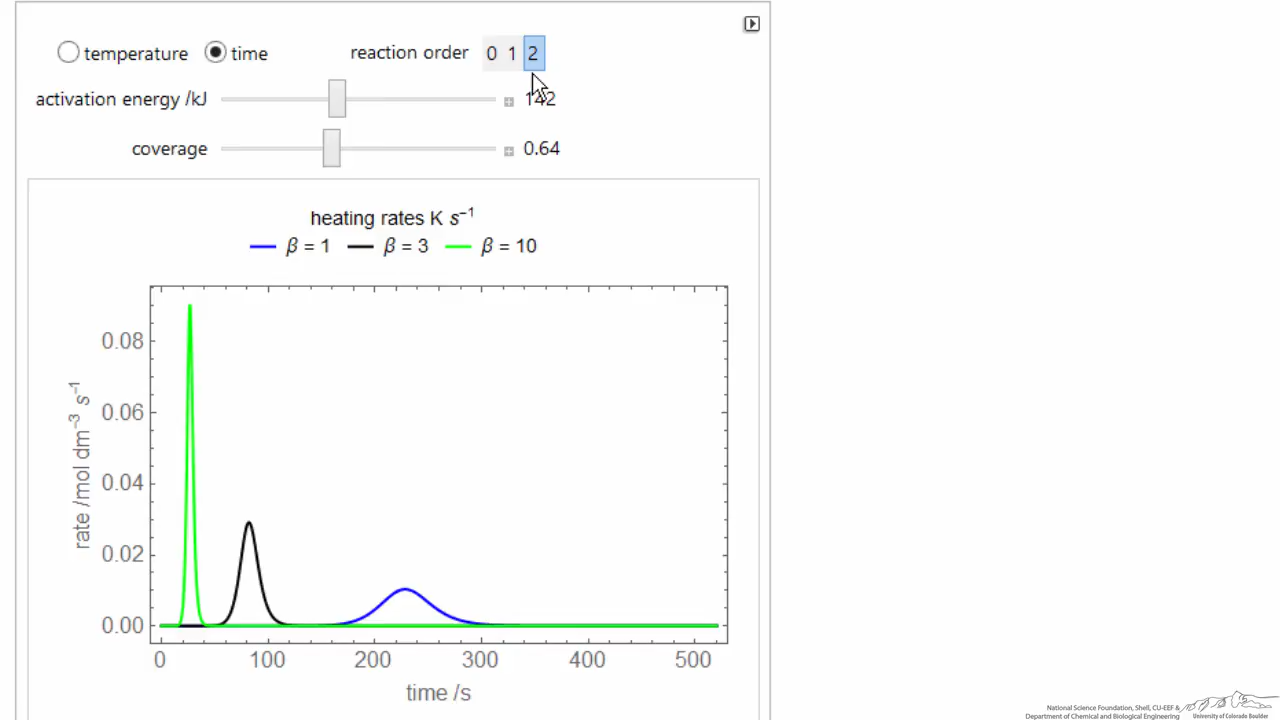 temperature time reaction order 0 1 2
activation energy /kJ 142
coverage 0.64
heating rates K s⁻¹
β = 1 β = 3 β = 10
0.08
0.06
0.04
0.02
0.00
rate /mol dm⁻³ s⁻¹
0 100 200 300 400 500
time /s
National Science Foundation, Shell, CU-EEF &
Department of Chemical and Biological Engineering
University of Colorado Boulder